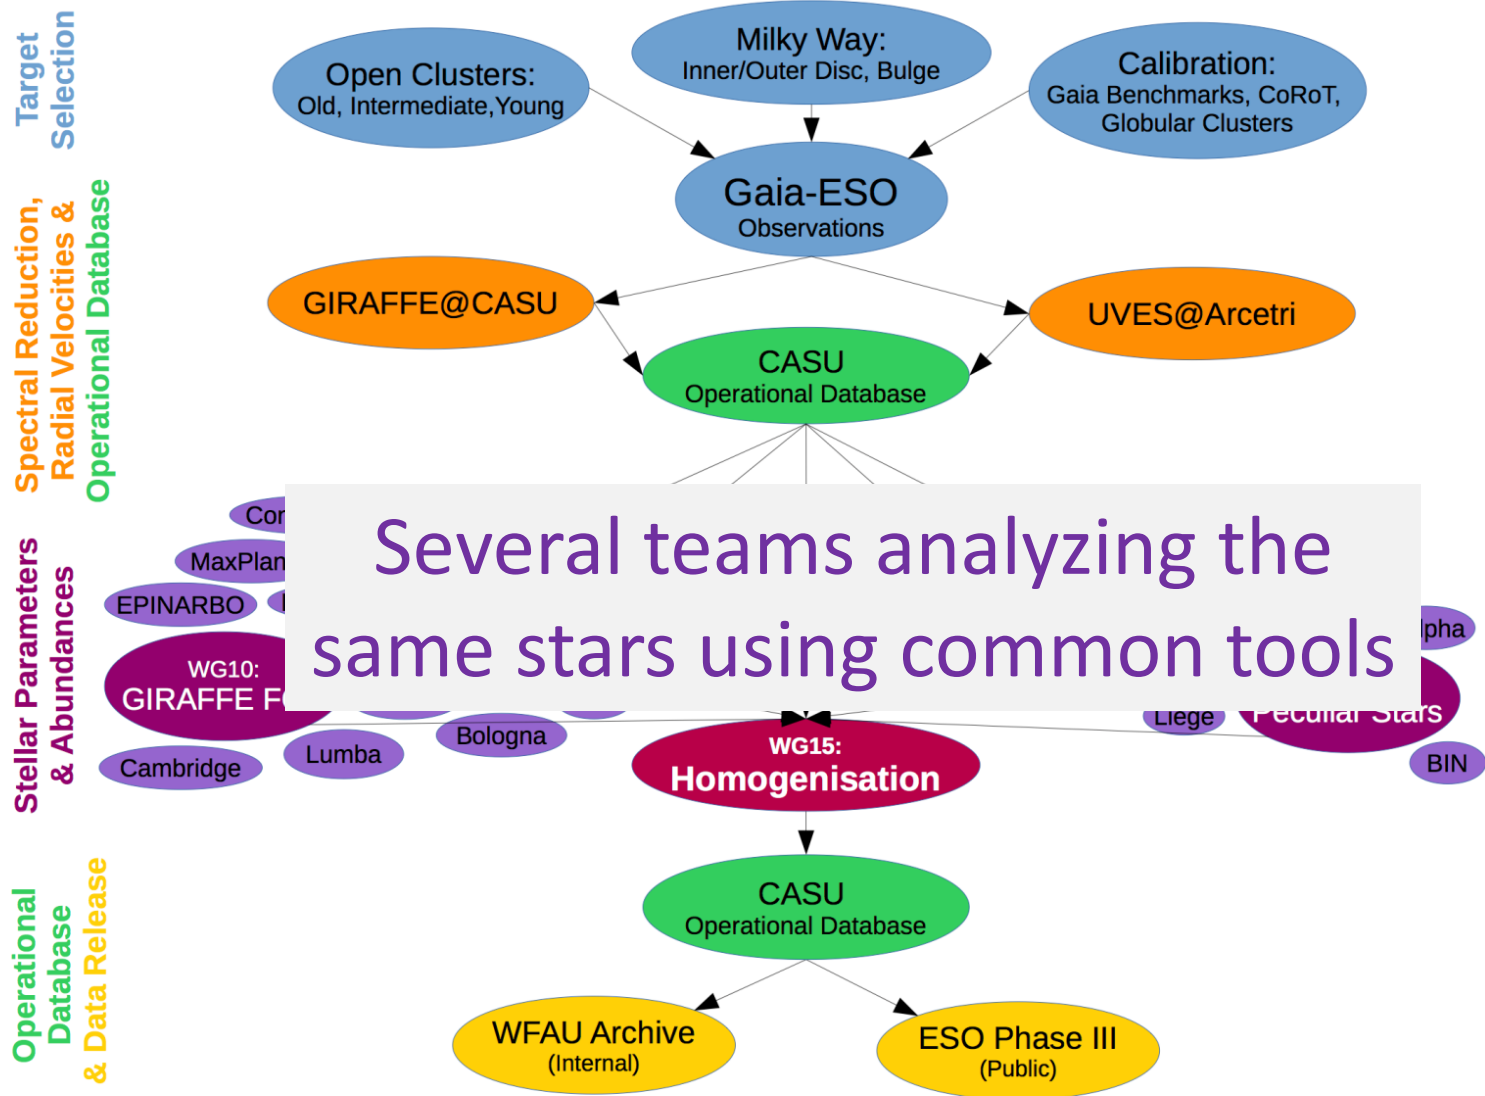 Target
Selection
Open Clusters:
Old, Intermediate,Young
Milky Way:
Inner/Outer Disc, Bulge
Calibration:
Gaia Benchmarks, CoRoT,
Globular Clusters
Gaia-ESO
Observations
Spectral Reduction,
Radial Velocities &
Operational Database
GIRAFFE@CASU
UVES@Arcetri
CASU
Operational Database
Stellar Parameters
& Abundances
Several teams analyzing the
same stars using common tools
EPINARBO
WG10:
GIRAFFE
Cambridge
Lumba
Bologna
Liege
Peculiar Stars
BIN
WG15:
Homogenisation
Operational
Database
& Data Release
CASU
Operational Database
WFAU Archive
(Internal)
ESO Phase III
(Public)